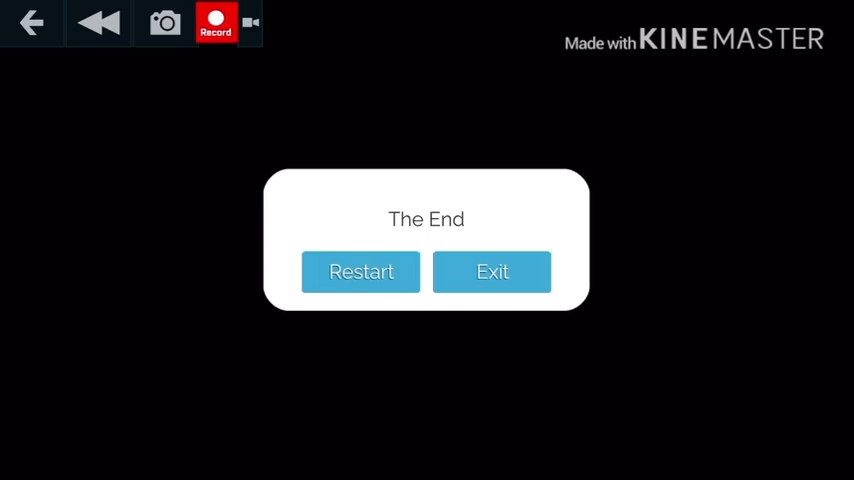 Record
Made with KINEMASTER
The End
Restart
Exit